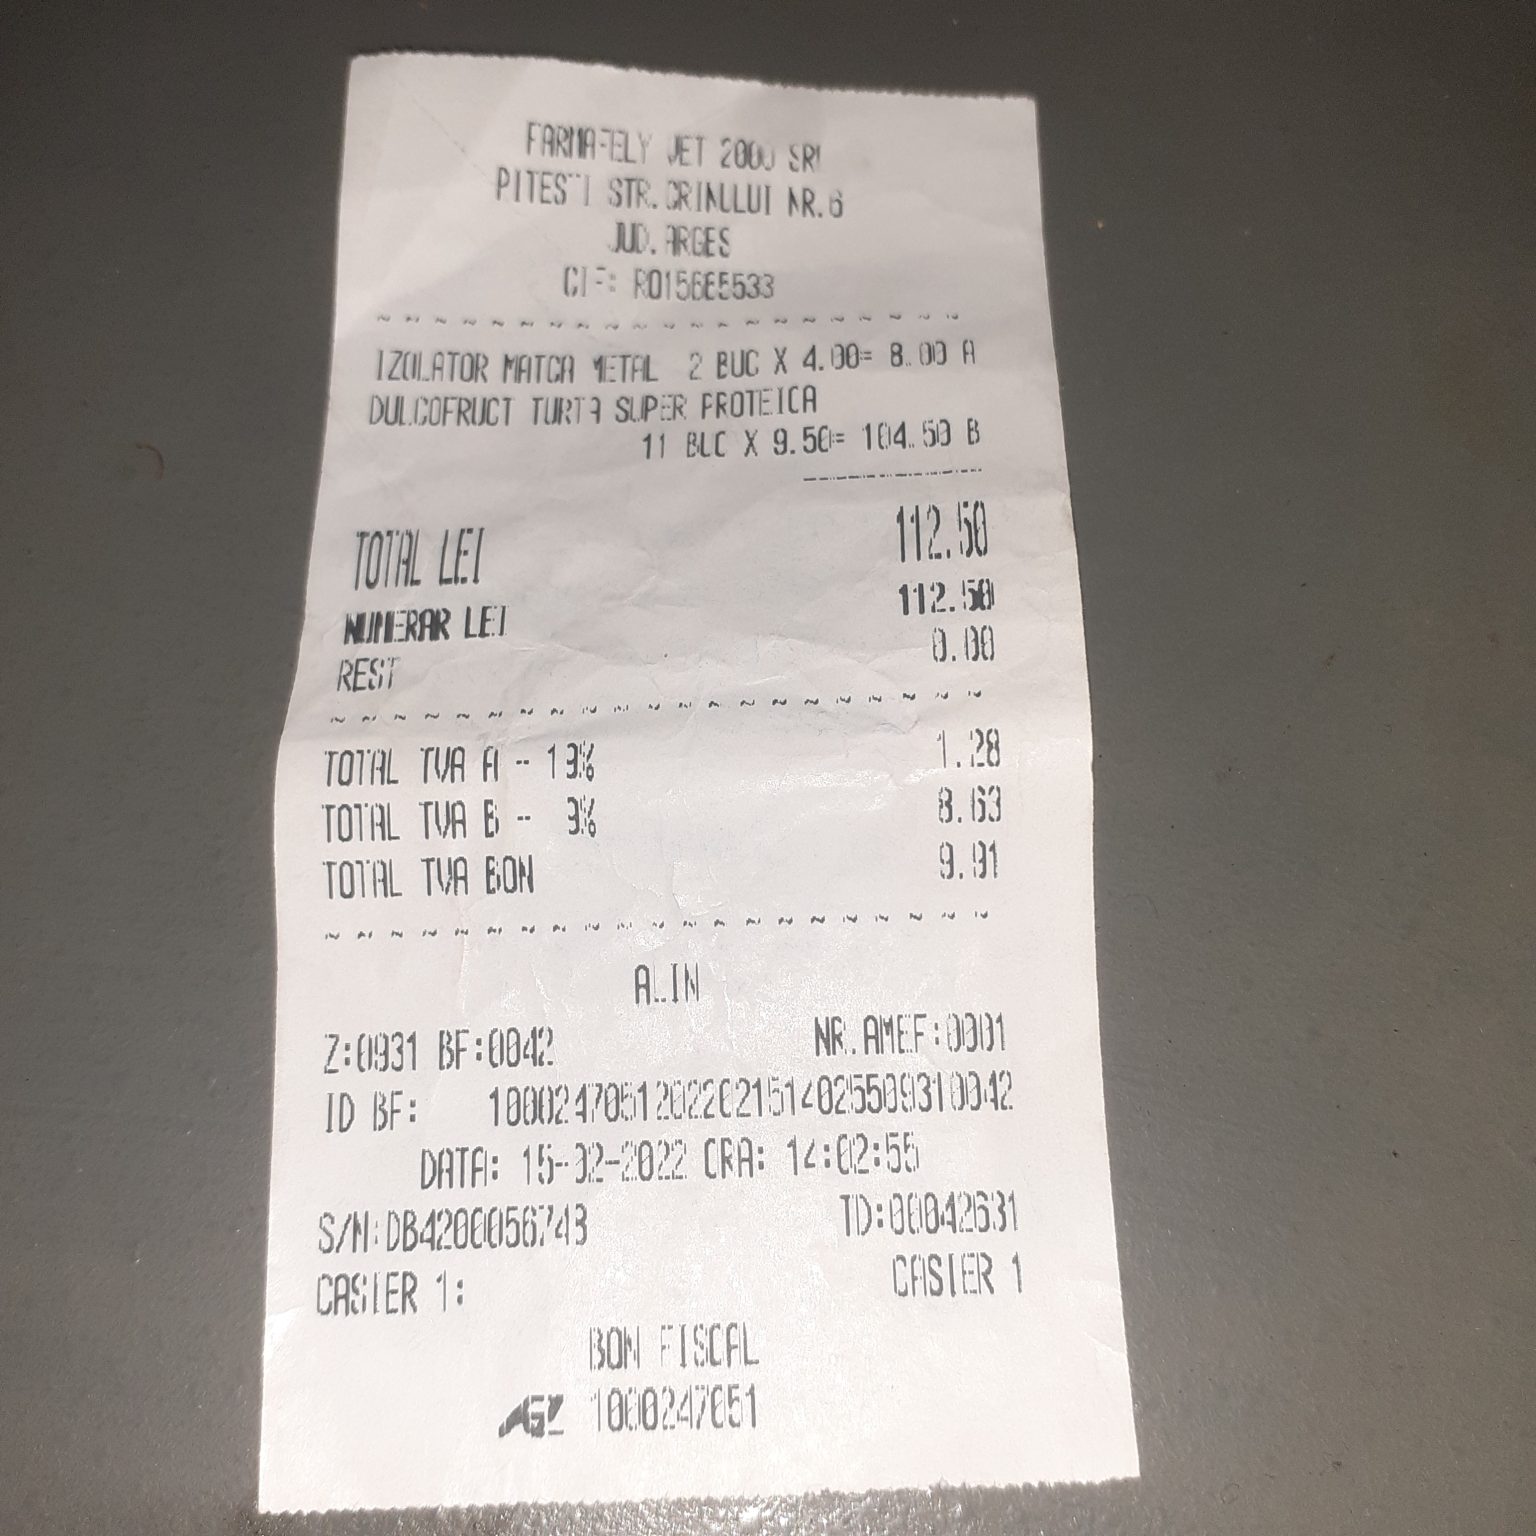 FARMAFELY JET 2000 SRL
PITESTI STR.CRINULUI NR.6
JUD.ARGES
CIF: RO15665533
IZOLATOR MATCA METAL 2 BUC X 4.00= 8.00 A
DULCOFRUCT TURTA SUPER PROTEICA
11 BUC X 9.50= 104.50 B
TOTAL LEI 112.50
NUMERAR LEI 112.50
REST 0.00
TOTAL TVA A - 19% 1.28
TOTAL TVA B - 9% 8.63
TOTAL TVA BON 9.91
ALIN
Z:0931 BF:0042 NR.AMEF:0001
ID BF: 10002470512022021514025509310042
DATA: 15-02-2022 ORA: 14:02:55
S/N:DB4200056743 TD:00042631
CASIER 1: CASIER 1
BON FISCAL
1000247051